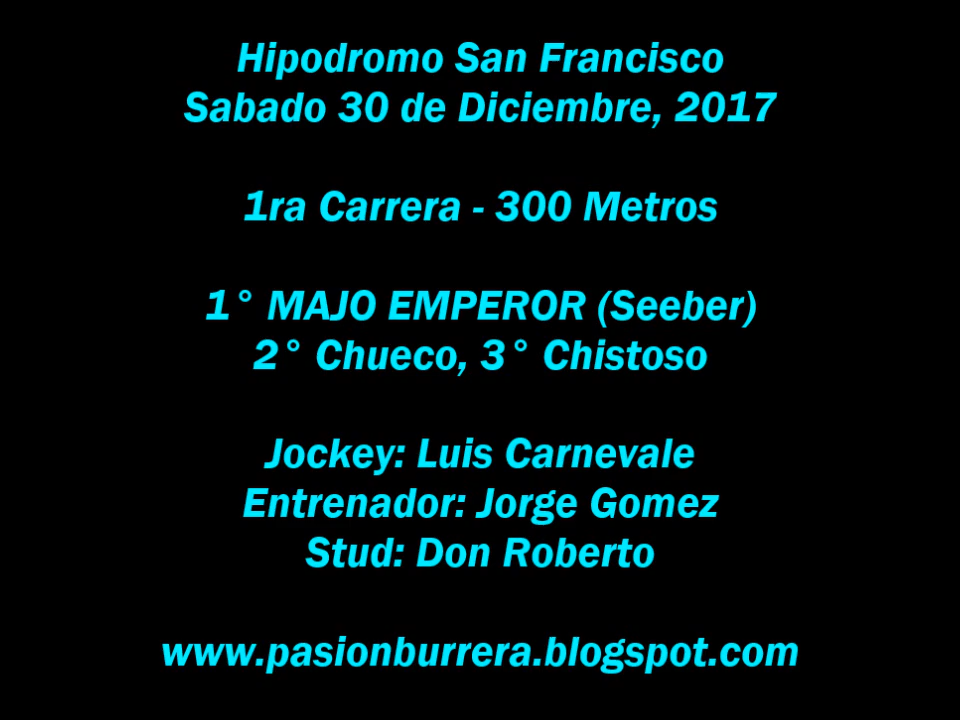 Hipodromo San Francisco
Sabado 30 de Diciembre, 2017
1ra Carrera - 300 Metros
1° MAJO EMPEROR (Seeber)
2° Chueco, 3° Chistoso
Jockey: Luis Carnevale
Entrenador: Jorge Gomez
Stud: Don Roberto
www.pasionburrera.blogspot.com